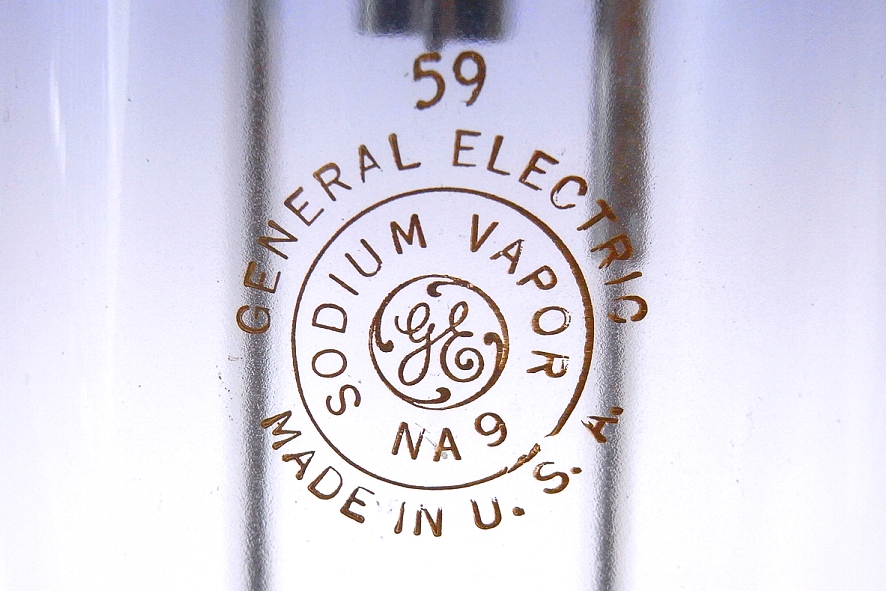 59
GENERAL ELECTRIC
SODIUM VAPOR
GE
NA 9
MADE IN U. S. A.